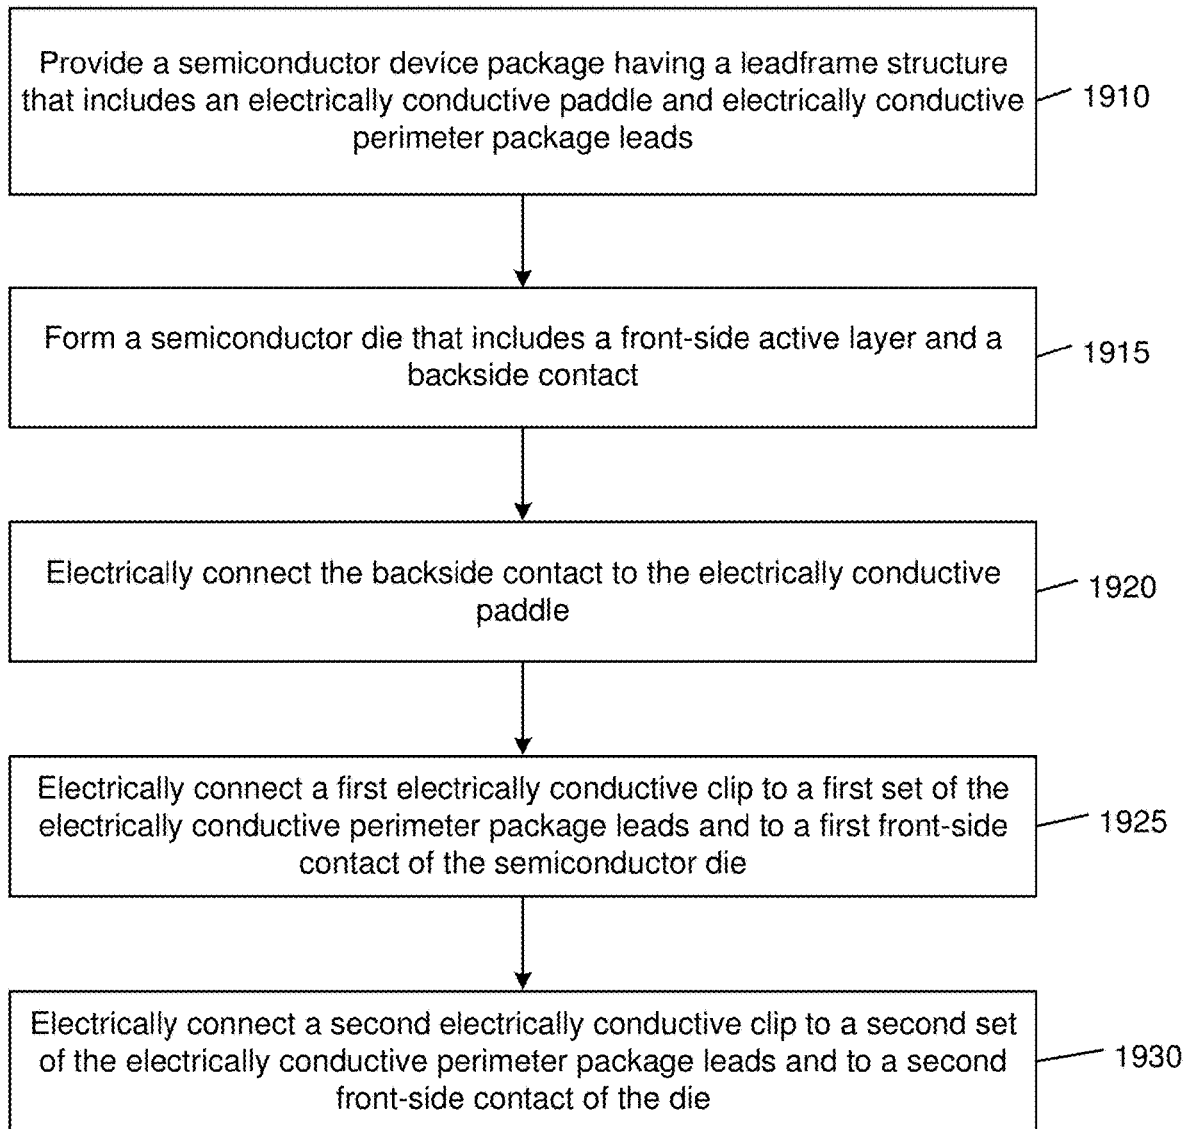 Provide a semiconductor device package having a leadframe structure
that includes an electrically conductive paddle and electrically conductive
perimeter package leads
1910
Form a semiconductor die that includes a front-side active layer and a
backside contact
1915
Electrically connect the backside contact to the electrically conductive
paddle
1920
Electrically connect a first electrically conductive clip to a first set of the
electrically conductive perimeter package leads and to a first front-side
contact of the semiconductor die
1925
Electrically connect a second electrically conductive clip to a second set
of the electrically conductive perimeter package leads and to a second
front-side contact of the die
1930